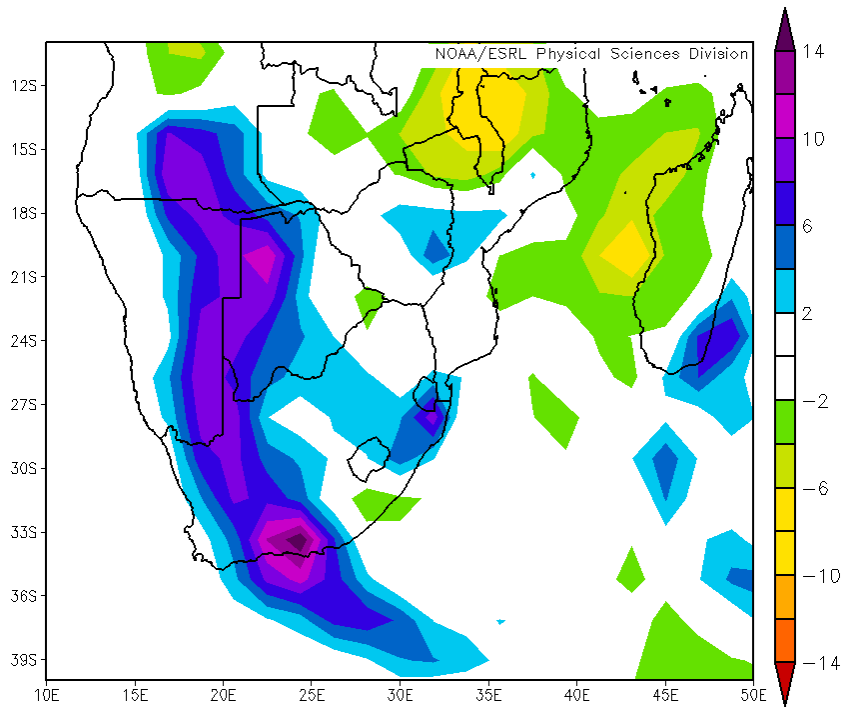 NOAA/ESRL Physical Sciences Division
12S
15S
18S
21S
24S
27S
30S
33S
36S
39S
10E
15E
20E
25E
30E
35E
40E
45E
50E
14
10
6
2
−2
−6
−10
−14